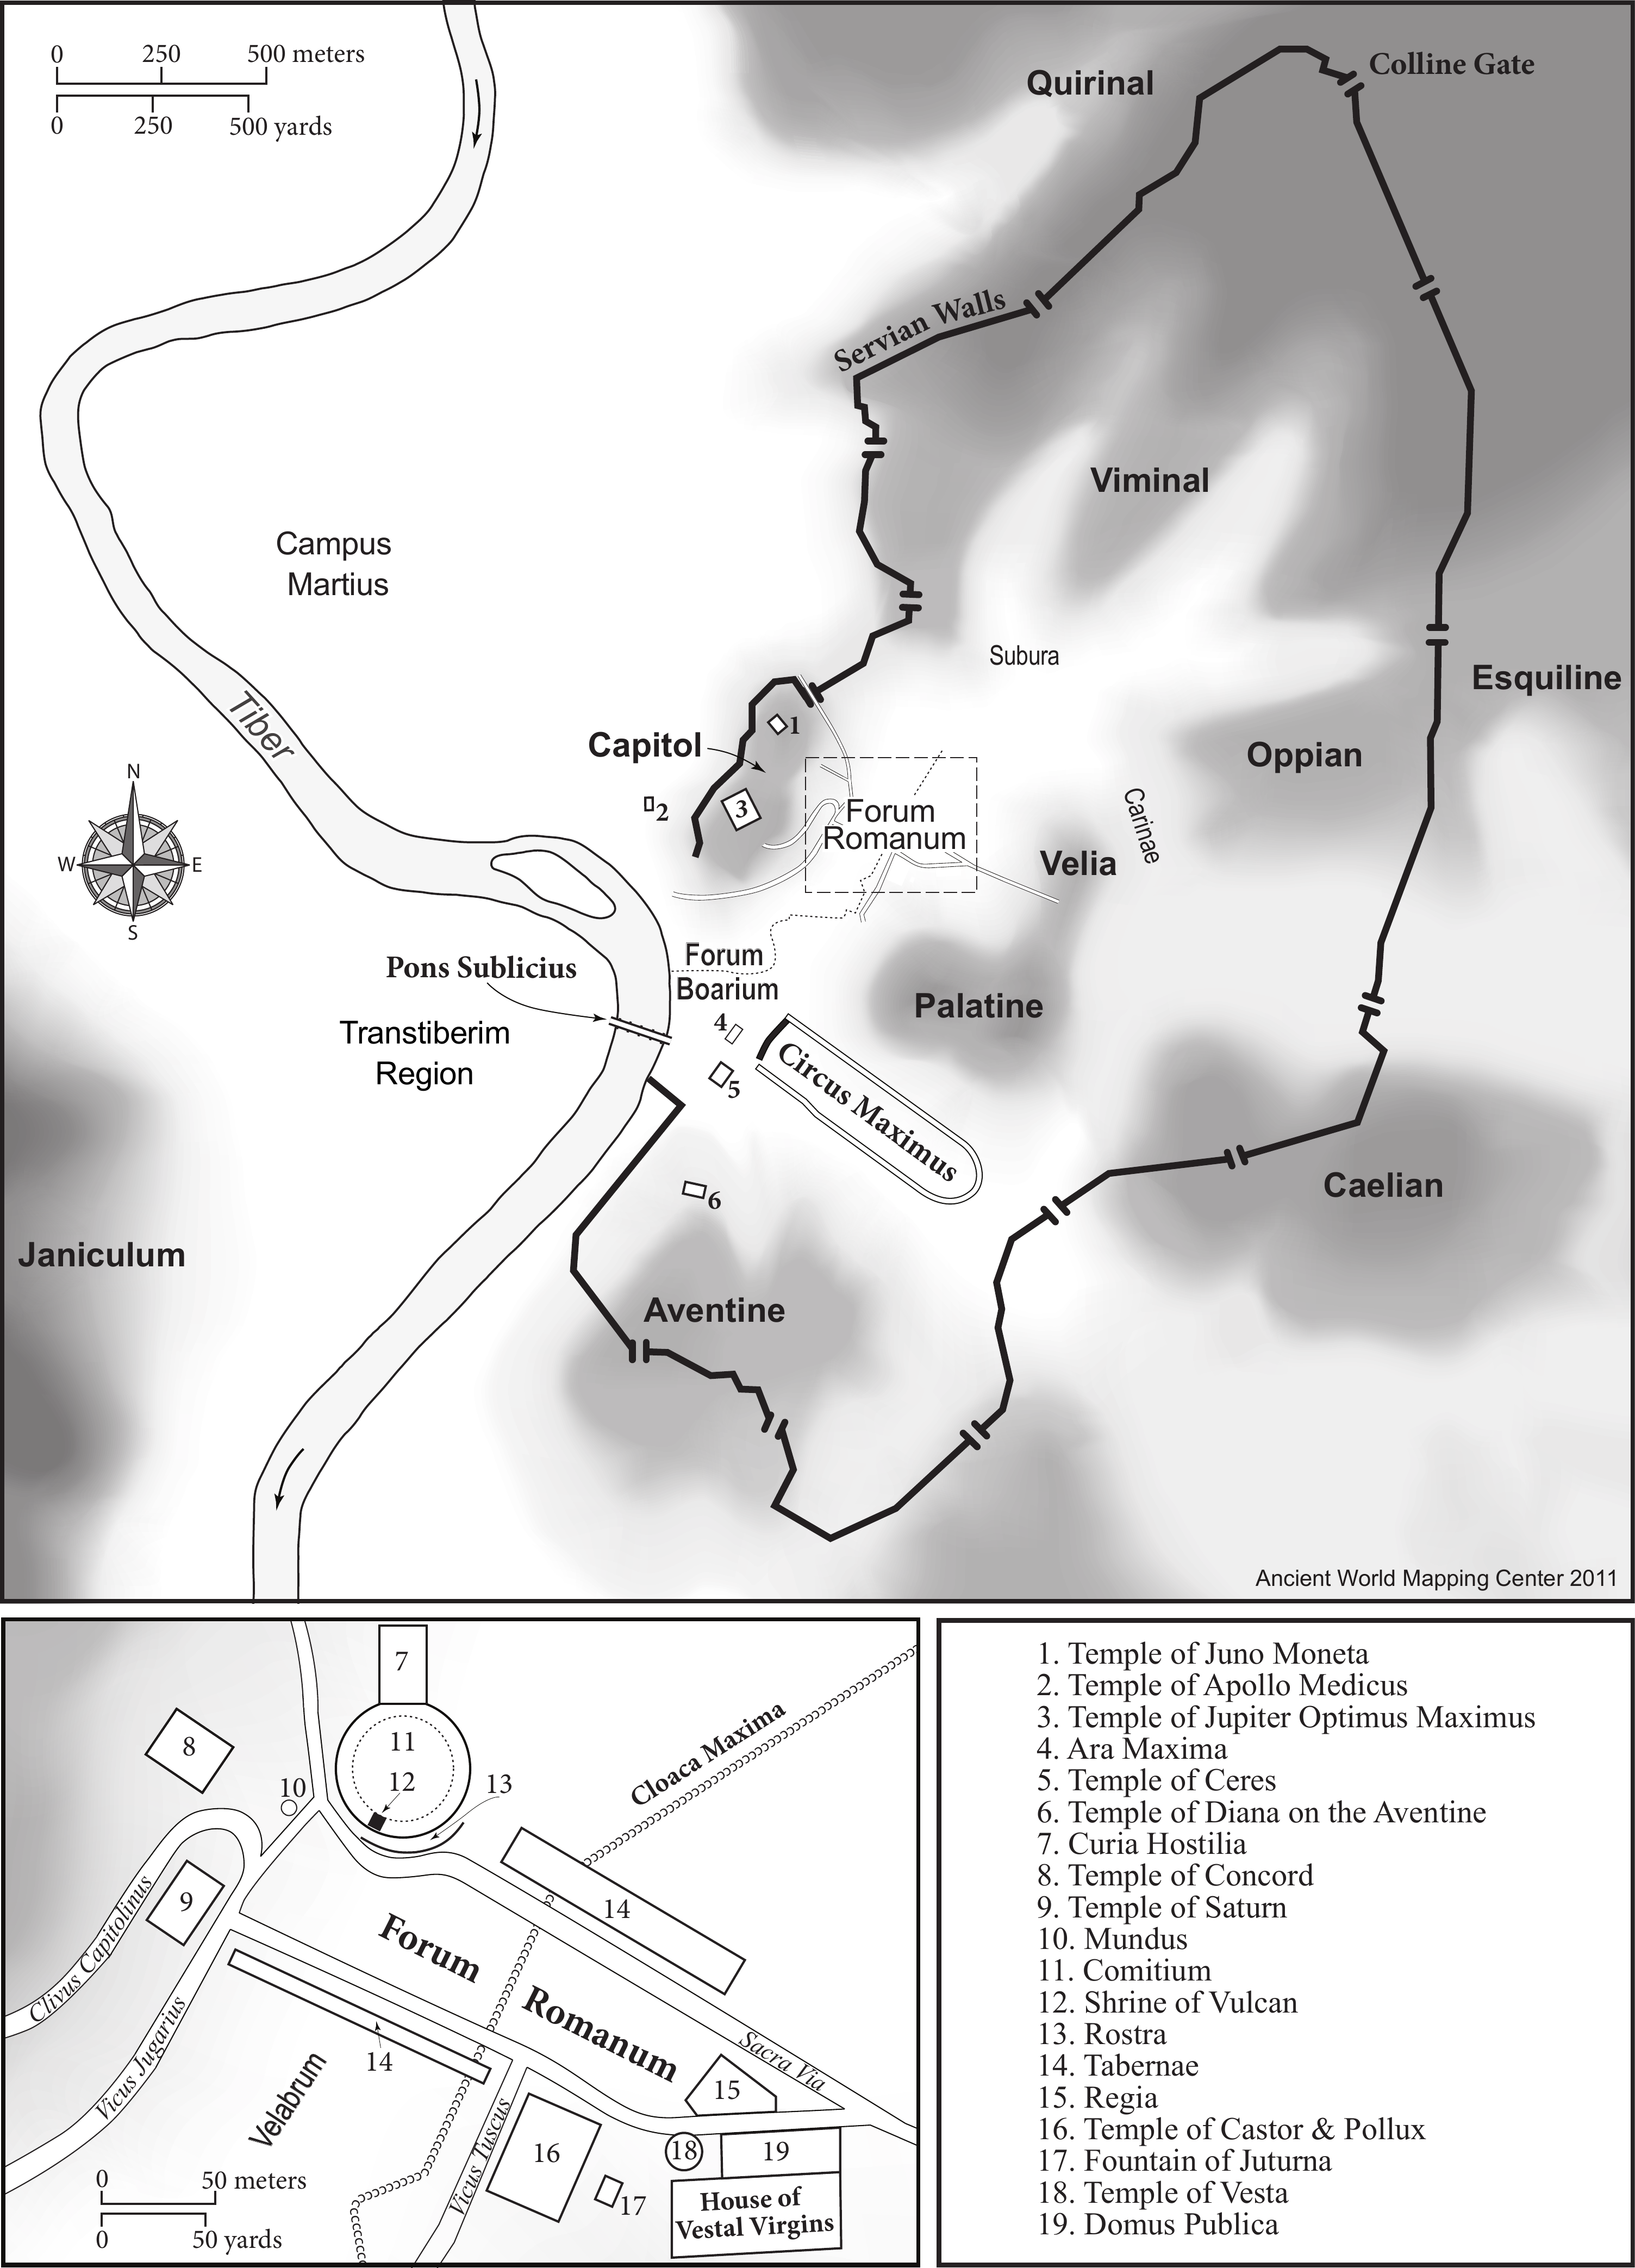 0 250 500 meters
0 250 500 yards
Quirinal
Colline Gate
Servian Walls
Viminal
Campus
Martius
Subura
Esquiline
Tiber
1
Capitol
Oppian
2
3
Forum
Romanum
Carinae
Velia
N
W
E
S
Forum
Boarium
Pons Sublicius
Palatine
4
Transtiberim
Region
5
Circus Maximus
6
Caelian
Janiculum
Aventine
Ancient World Mapping Center 2011
7
8
11
12
10
13
Cloaca Maxima
9
14
Clivus Capitolinus
Forum
Romanum
Vicus Jugarius
14
Velabrum
Sacra Via
15
Vicus Tuscus
16
18
19
17
House of
Vestal Virgins
0 50 meters
0 50 yards
1. Temple of Juno Moneta
2. Temple of Apollo Medicus
3. Temple of Jupiter Optimus Maximus
4. Ara Maxima
5. Temple of Ceres
6. Temple of Diana on the Aventine
7. Curia Hostilia
8. Temple of Concord
9. Temple of Saturn
10. Mundus
11. Comitium
12. Shrine of Vulcan
13. Rostra
14. Tabernae
15. Regia
16. Temple of Castor & Pollux
17. Fountain of Juturna
18. Temple of Vesta
19. Domus Publica